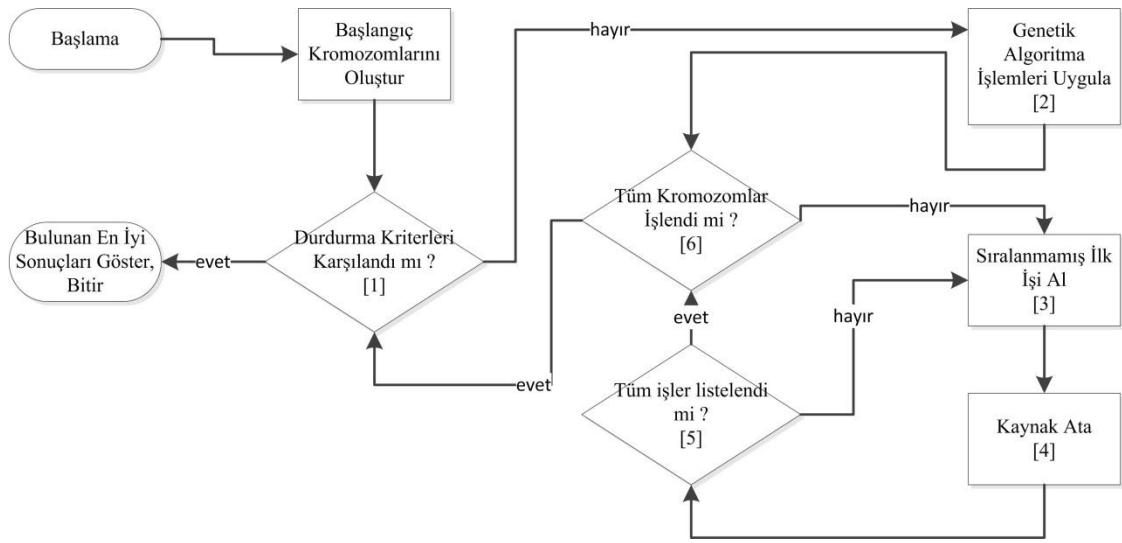 Başlama
Başlangıç
Kromozomlarını
Oluştur
hayır
Genetik
Algoritma
İşlemleri Uygula
[2]
Tüm Kromozomlar
İşlendi mi ?
[6]
hayır
Bulunan En İyi
Sonuçları Göster,
Bitir
evet
Durdurma Kriterleri
Karşılandı mı ?
[1]
Sıralanmamış İlk
İşi Al
[3]
evet
hayır
evet
Tüm işler listelendi
mi ?
[5]
Kaynak Ata
[4]